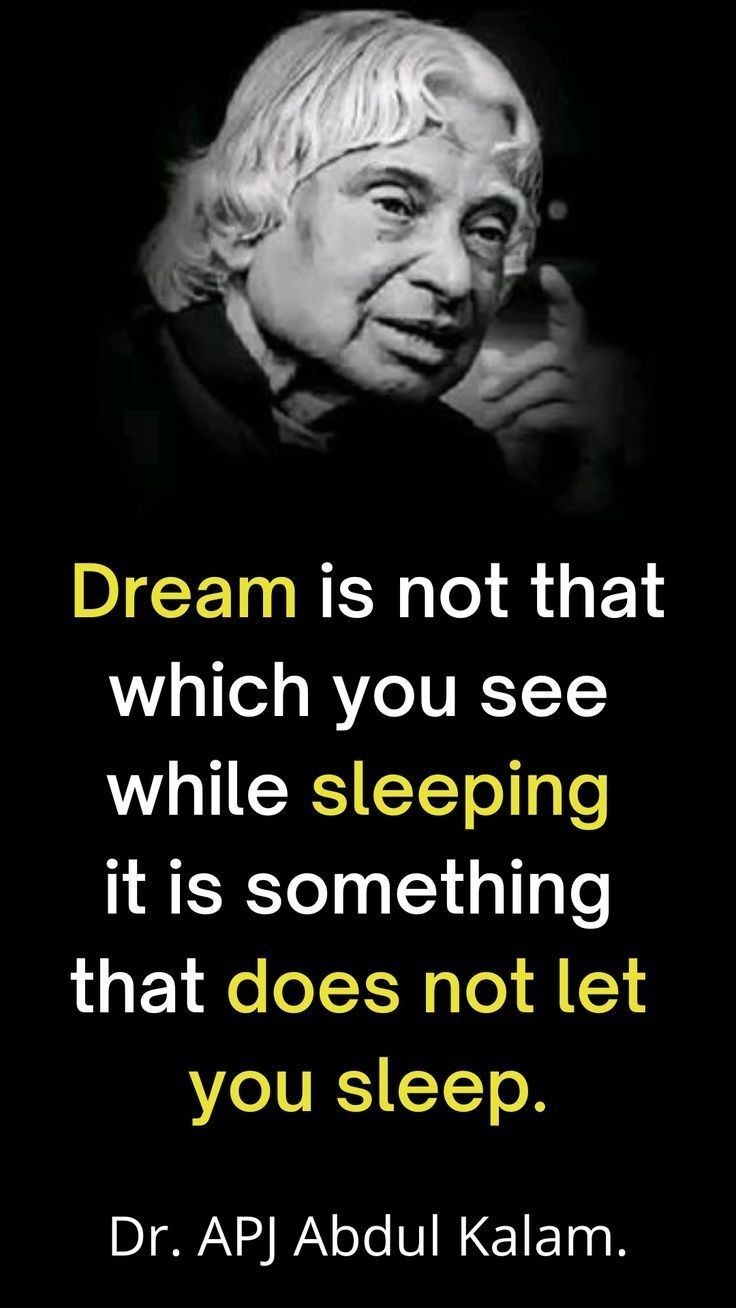 Dream is not that
which you see
while sleeping
it is something
that does not let
you sleep.
Dr. APJ Abdul Kalam.